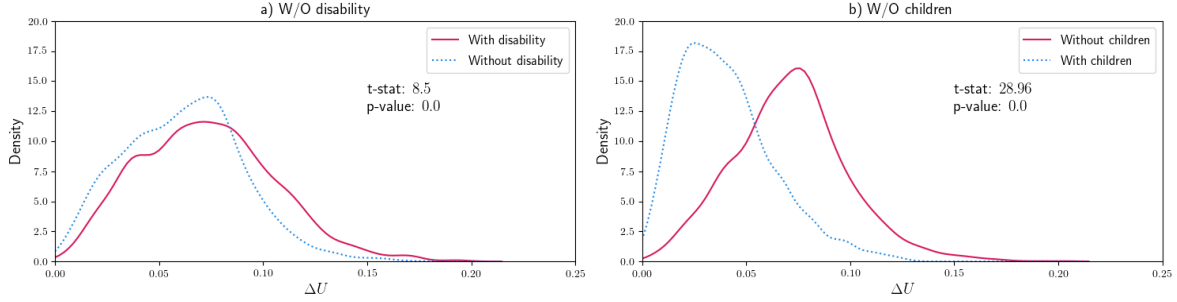 a) W/O disability
20.0
17.5
15.0
12.5
10.0
7.5
5.0
2.5
0.0
Density
With disability
Without disability
t-stat: 8.5
p-value: 0.0
0.00 0.05 0.10 0.15 0.20 0.25
ΔU
b) W/O children
20.0
17.5
15.0
12.5
10.0
7.5
5.0
2.5
0.0
Density
Without children
With children
t-stat: 28.96
p-value: 0.0
0.00 0.05 0.10 0.15 0.20 0.25
ΔU